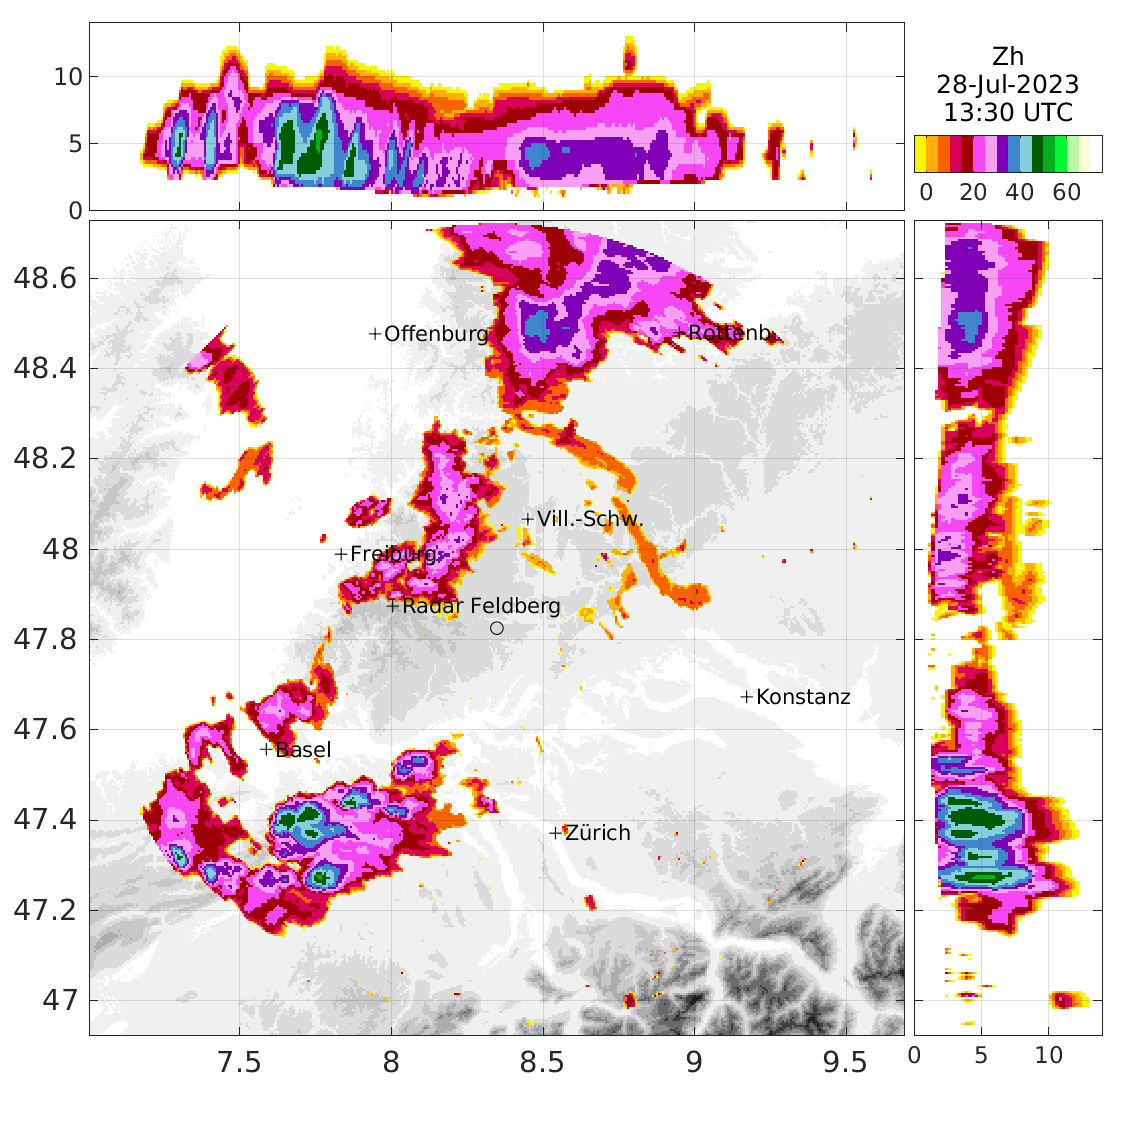 10
5
0
Zh
28-Jul-2023
13:30 UTC
0 20 40 60
48.6
48.4
48.2
48
47.8
47.6
47.4
47.2
47
Offenburg
Rottenb.
Vill.-Schw.
Freiburg
Radar Feldberg
Konstanz
Basel
Zürich
7.5 8 8.5 9 9.5
0 5 10